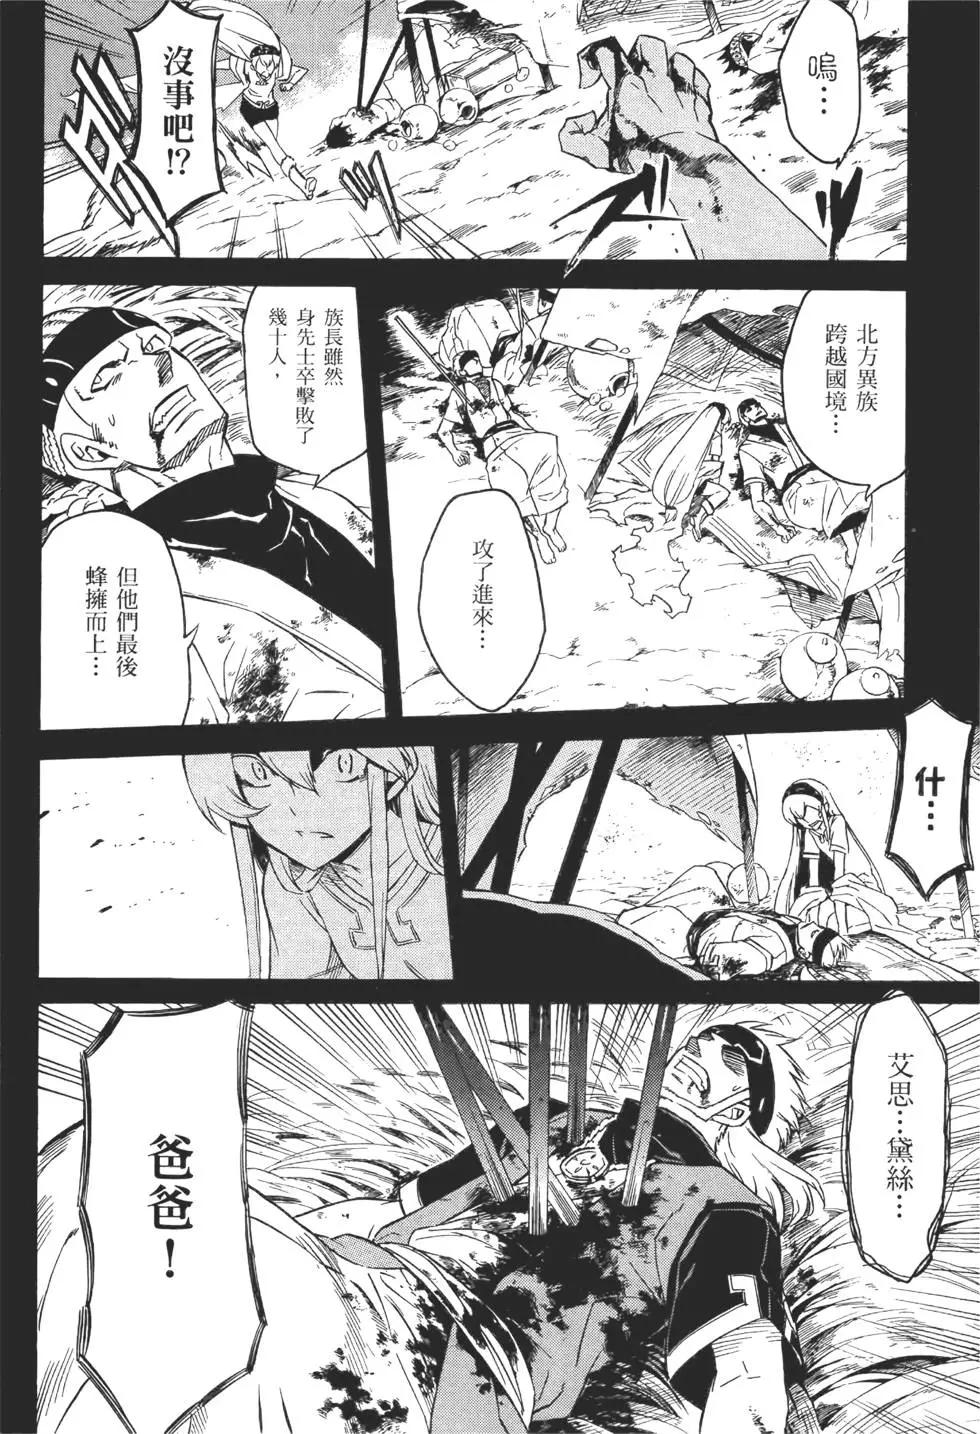 嗚…
沒事吧!?
北方異族
跨越國境…
攻了進來…
族長雖然
身先士卒擊敗了
幾十人，
但他們最後
蜂擁而上…
什…
艾思…黛絲…
爸爸！